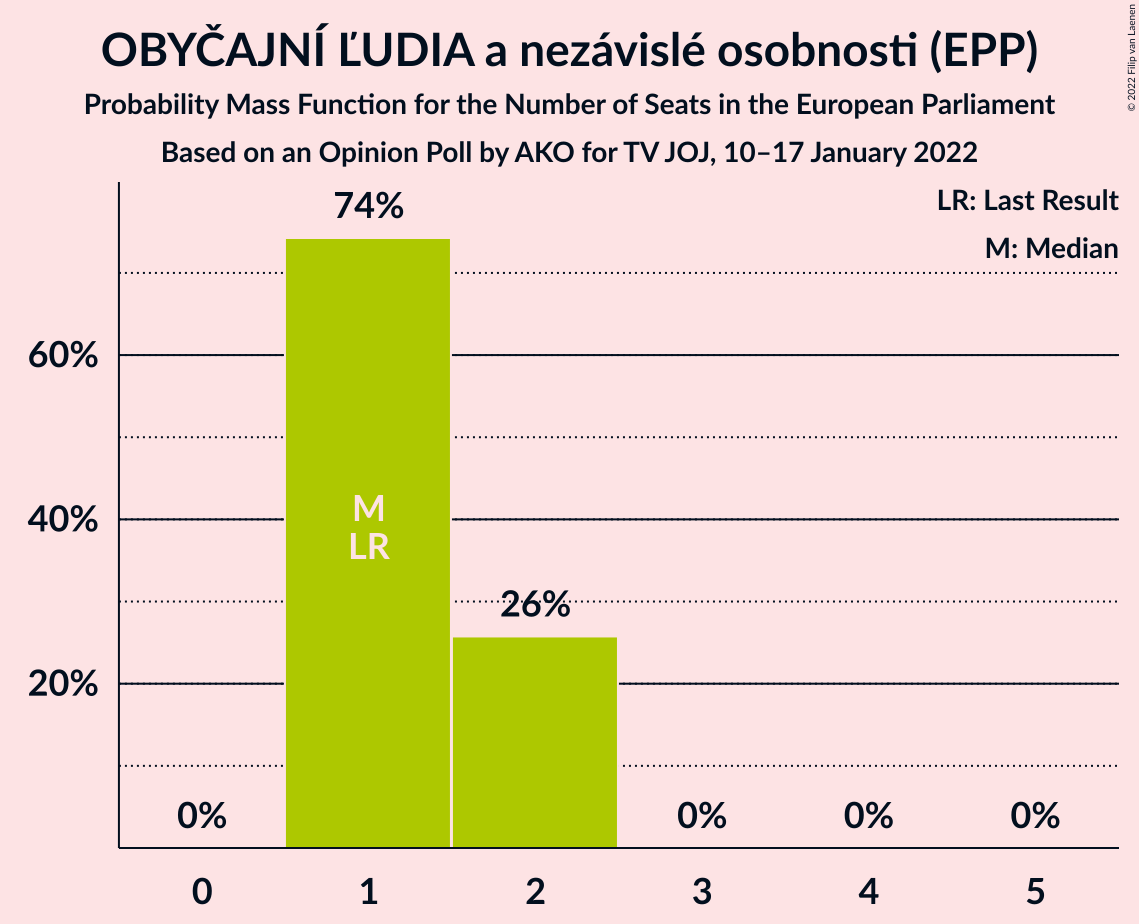 OBYČAJNÍ ĽUDIA a nezávislé osobnosti (EPP)
Probability Mass Function for the Number of Seats in the European Parliament
Based on an Opinion Poll by AKO for TV JOJ, 10–17 January 2022
© 2022 Filip van Laenen
LR: Last Result
M: Median
74%
60%
40%
20%
M
LR
26%
0%
0%
0%
0%
0
1
2
3
4
5